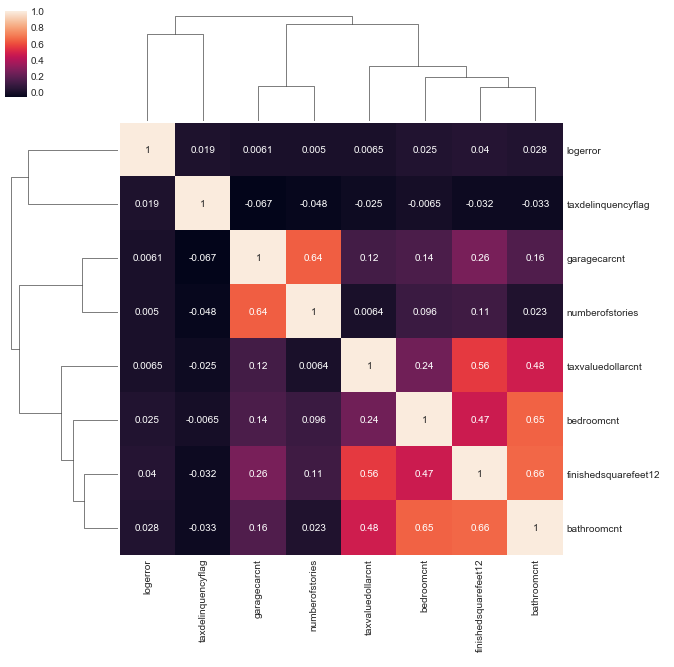 1.0
0.8
0.6
0.4
0.2
0.0
1 0.019 0.0061 0.005 0.0065 0.025 0.04 0.028 logerror
0.019 1 -0.067 -0.048 -0.025 -0.0065 -0.032 -0.033 taxdelinquencyflag
0.0061 -0.067 1 0.64 0.12 0.14 0.26 0.16 garagecarcnt
0.005 -0.048 0.64 1 0.0064 0.096 0.11 0.023 numberofstories
0.0065 -0.025 0.12 0.0064 1 0.24 0.56 0.48 taxvaluedollarcnt
0.025 -0.0065 0.14 0.096 0.24 1 0.47 0.65 bedroomcnt
0.04 -0.032 0.26 0.11 0.56 0.47 1 0.66 finishedsquarefeet12
0.028 -0.033 0.16 0.023 0.48 0.65 0.66 1 bathroomcnt
logerror
taxdelinquencyflag
garagecarcnt
numberofstories
taxvaluedollarcnt
bedroomcnt
finishedsquarefeet12
bathroomcnt